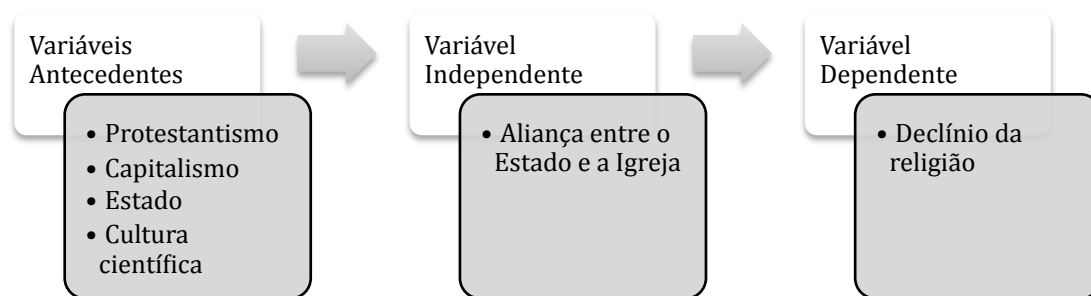 Variáveis
Antecedentes
• Protestantismo
• Capitalismo
• Estado
• Cultura
científica
Variável
Independente
• Aliança entre o
Estado e a Igreja
Variável
Dependente
• Declínio da
religião